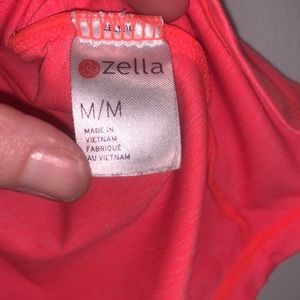 zella
M/M
MADE IN
VIETNAM
FABRIQUÉ
AU VIETNAM